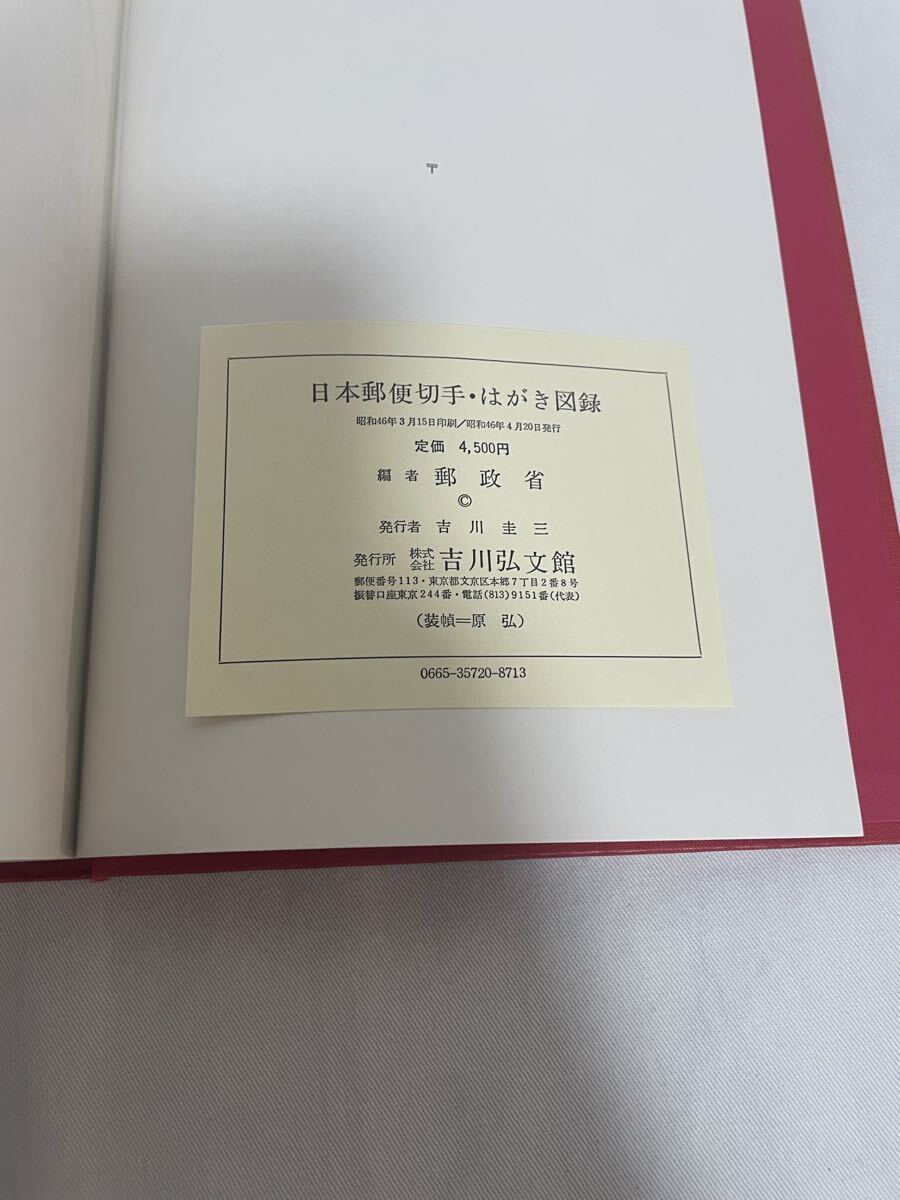 〒
日本郵便切手・はがき図録
昭和46年3月15日印刷／昭和46年4月20日発行
定価 4,500円
編者 郵政省
©
発行者 吉川圭三
発行所 株式会社 吉川弘文館
郵便番号113・東京都文京区本郷7丁目2番8号
振替口座東京244番・電話(813)9151番(代表)
(装幀＝原 弘)
0665-35720-8713